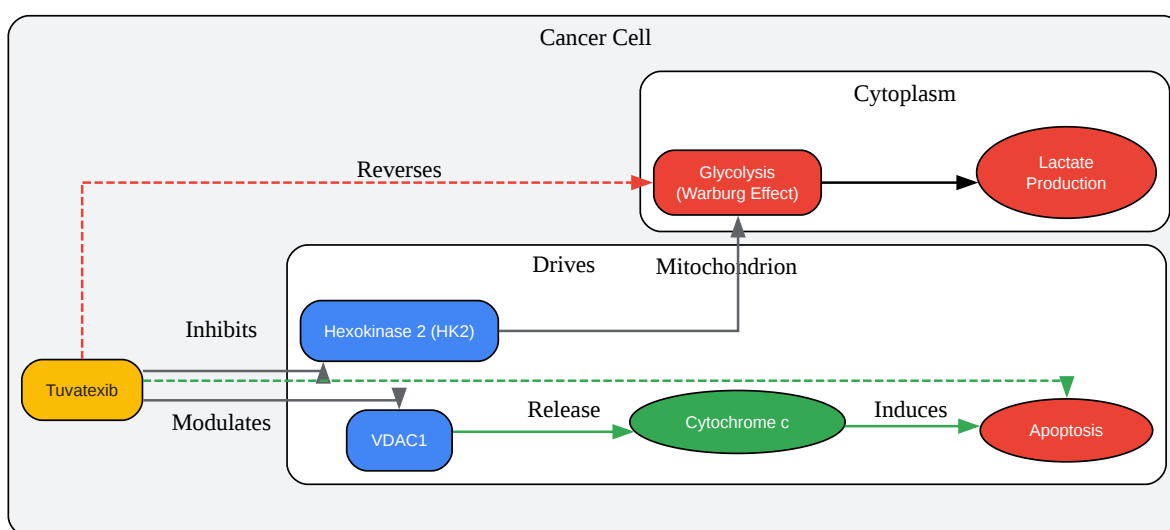 Cancer Cell
Cytoplasm
Reverses
Glycolysis
(Warburg Effect)
Lactate
Production
Drives
Mitochondrion
Inhibits
Hexokinase 2 (HK2)
Tuvatexib
Modulates
VDAC1
Release
Cytochrome c
Induces
Apoptosis